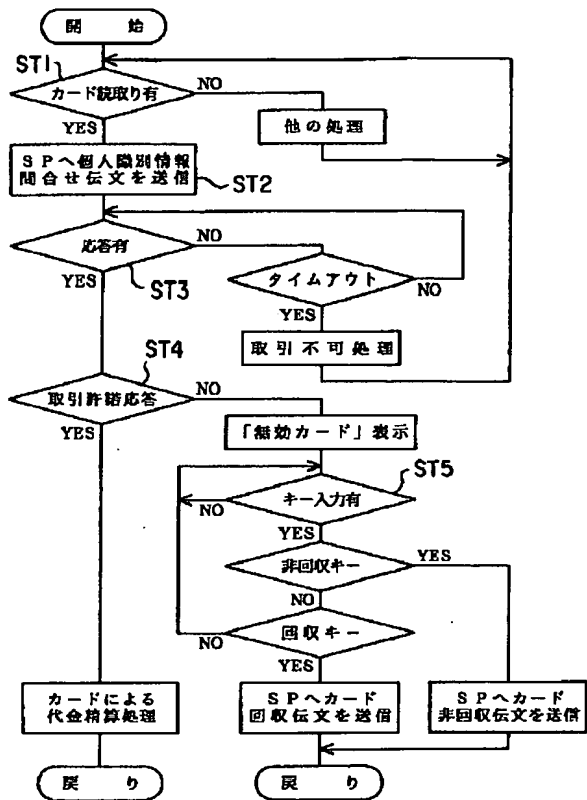 開始
ST1
カード読取り有
NO
YES
他の処理
SPへ個人識別情報
問合せ伝文を送信
ST2
応答有
NO
YES
ST3
タイムアウト
NO
YES
取引不可処理
ST4
取引許諾応答
NO
YES
「無効カード」表示
ST5
キー入力有
NO
YES
非回収キー
YES
NO
回収キー
NO
YES
カードによる
代金精算処理
SPへカード
回収伝文を送信
SPへカード
非回収伝文を送信
戻り
戻り